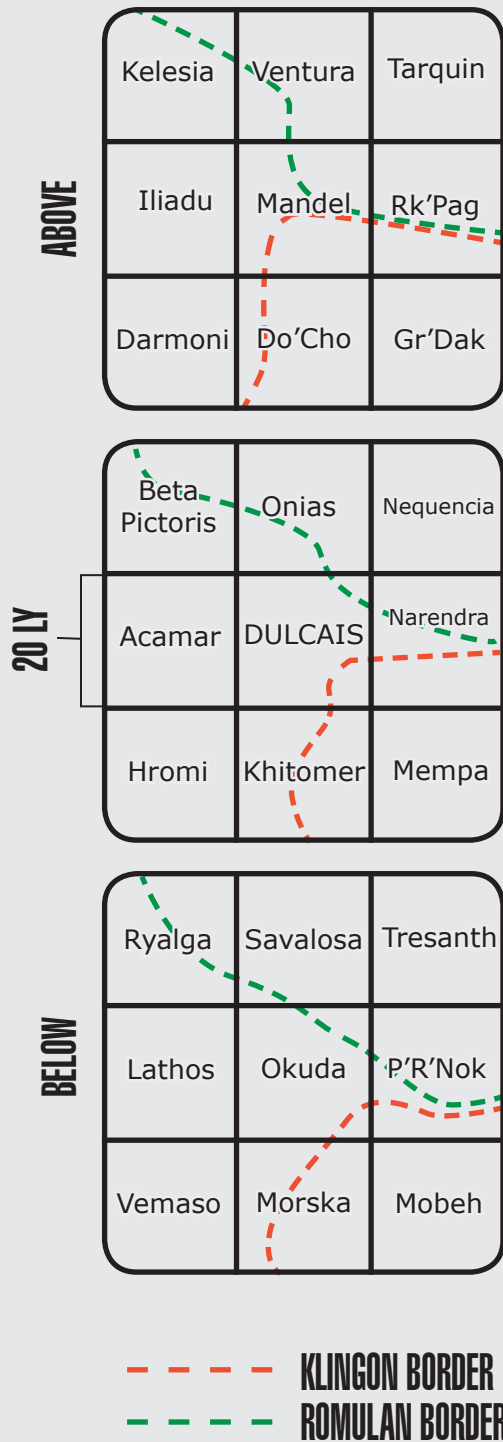 ABOVE
Kelesia Ventura Tarquin
Iliadu Mandel Rk’Pag
Darmoni Do’Cho Gr’Dak
20 LY
Beta
Pictoris Onias Nequencia
Acamar DULCAIS Narendra
Hromi Khitomer Mempa
BELOW
Ryalga Savalosa Tresanth
Lathos Okuda P’R’Nok
Vemaso Morska Mobeh
KLINGON BORDER
ROMULAN BORDER